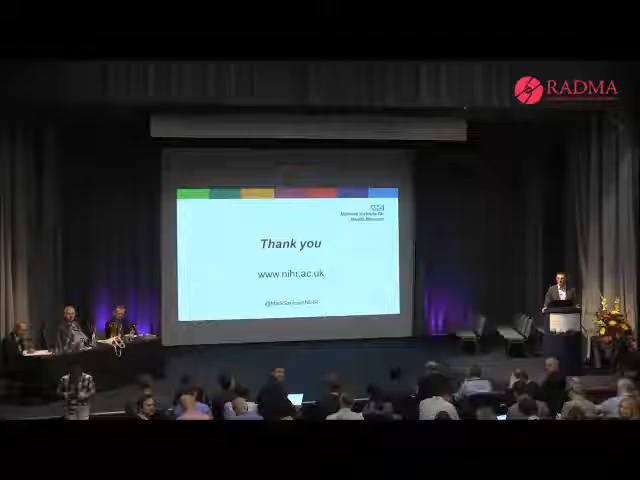 RADMA
NHS
National Institute for
Health Research
Thank you
www.nihr.ac.uk